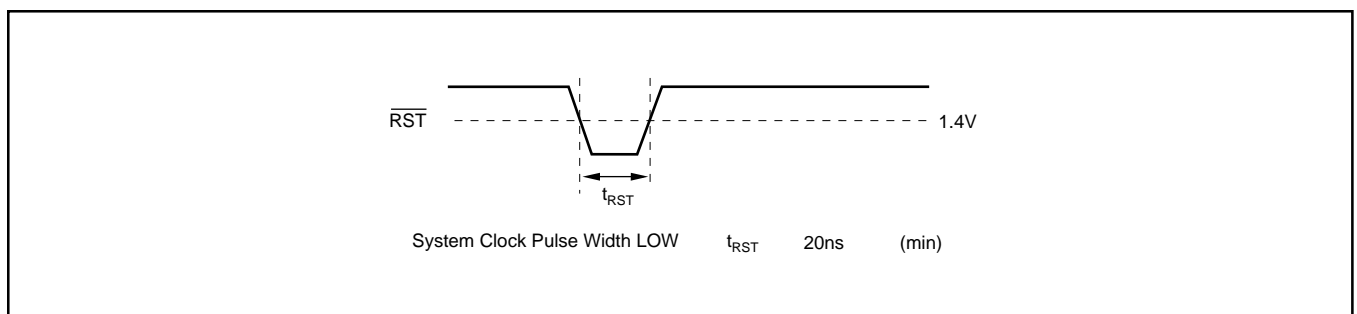 RST
1.4V
tRST
System Clock Pulse Width LOW tRST 20ns (min)